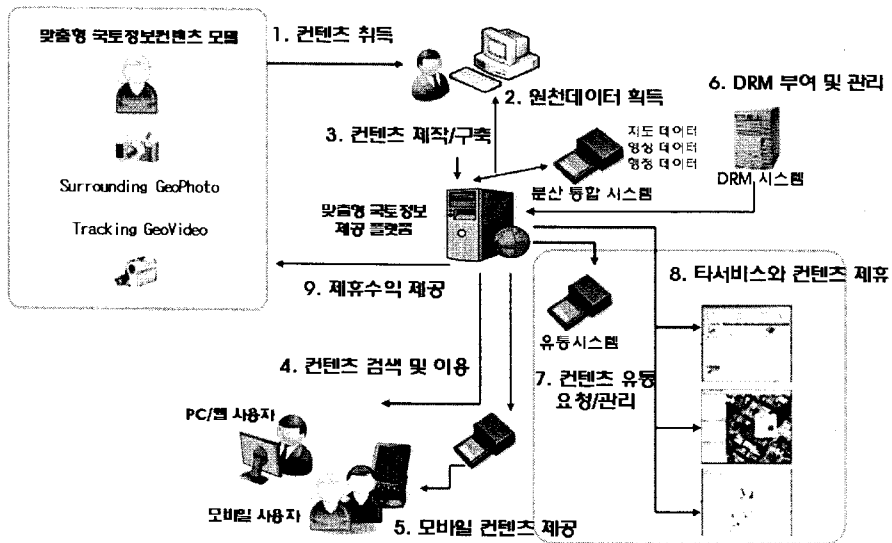 맞춤형 국토정보컨텐츠 모델
Surrounding GeoPhoto
Tracking GeoVideo
1. 컨텐츠 취득
2. 원천데이터 획득
3. 컨텐츠 제작/구축
지도 데이터
영상 데이터
행정 데이터
분산 통합 시스템
6. DRM 부여 및 관리
DRM 시스템
맞춤형 국토정보
제공 플랫폼
9. 제휴수익 제공
유통시스템
7. 컨텐츠 유통
요청/관리
8. 타서비스와 컨텐츠 제휴
4. 컨텐츠 검색 및 이용
PC/웹 사용자
모바일 사용자
5. 모바일 컨텐츠 제공